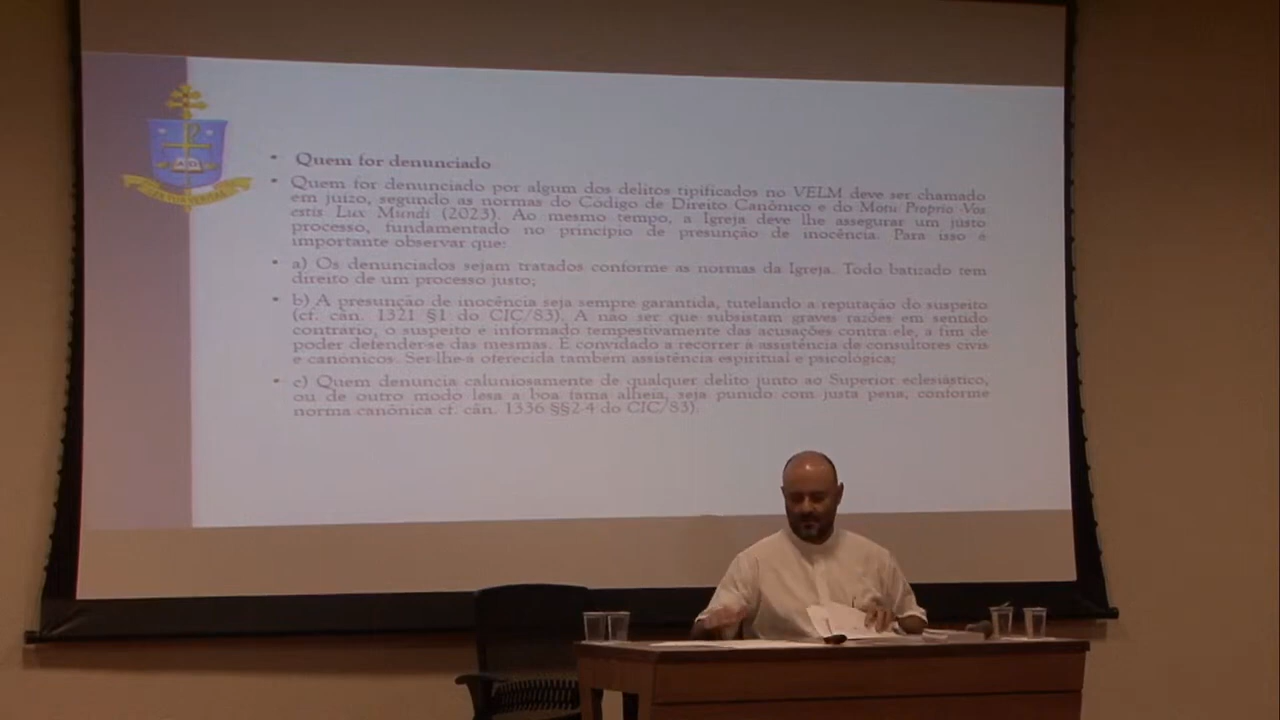 • Quem for denunciado
• Quem for denunciado por algum dos delitos tipificados no VELM deve ser chamado
em juízo, segundo as normas do Código de Direito Canônico e do Motu Proprio Vos
estis Lux Mundi (2023). Ao mesmo tempo, a Igreja deve lhe assegurar um justo
processo, fundamentado no princípio de presunção de inocência. Para isso é
importante observar que:
• a) Os denunciados sejam tratados conforme as normas da Igreja. Todo batizado tem
direito de um processo justo;
• b) A presunção de inocência seja sempre garantida, tutelando a reputação do suspeito
(cf. cân. 1321 §1 do CIC/83). A não ser que subsistam graves razões em sentido
contrário, o suspeito é informado tempestivamente das acusações contra ele, a fim de
poder defender-se das mesmas. É convidado a recorrer à assistência de consultores civis
e canônicos. Ser-lhe-á oferecida também assistência espiritual e psicológica;
• c) Quem denuncia caluniosamente de qualquer delito junto ao Superior eclesiástico,
ou de outro modo lesa a boa fama alheia, seja punido com justa pena, conforme
norma canônica cf. cân. 1336 §§2-4 do CIC/83).